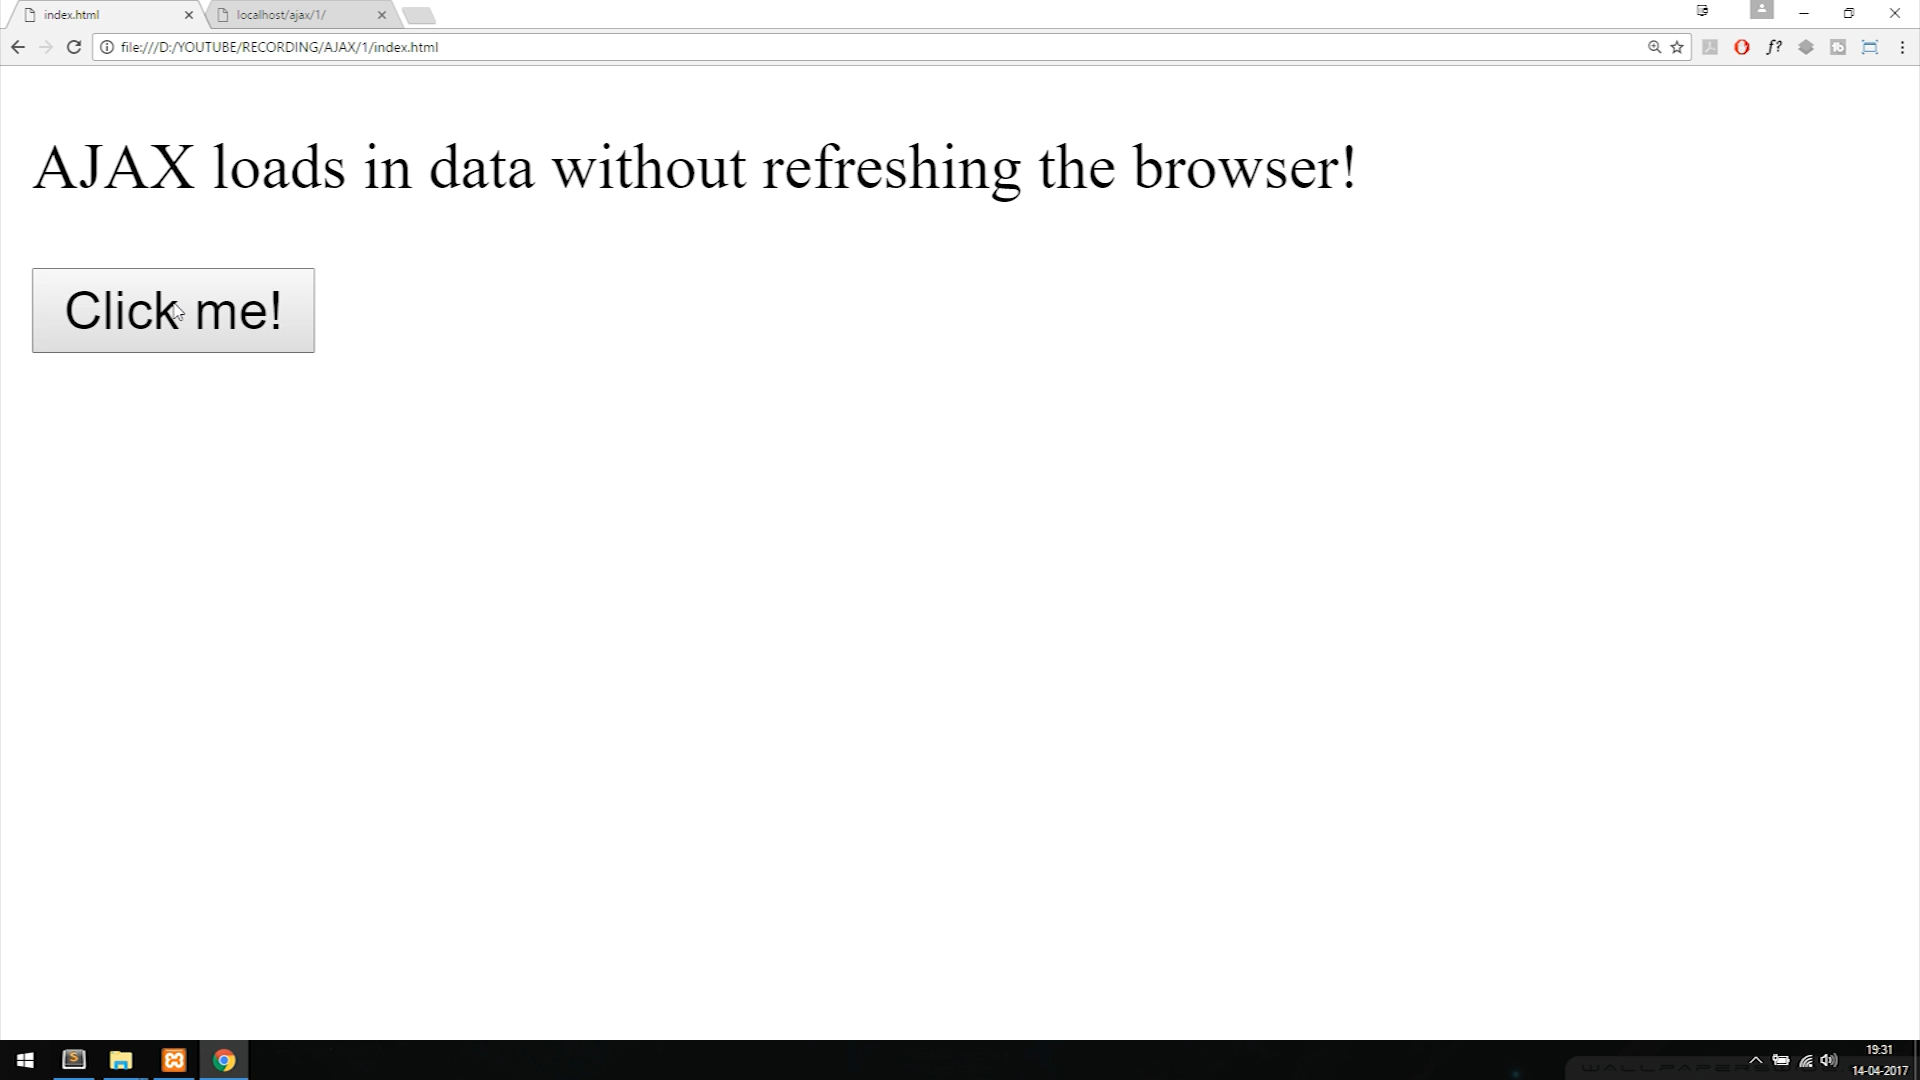 index.html
localhost/ajax/1/
file:///D:/YOUTUBE/RECORDING/AJAX/1/index.html
f?
AJAX loads in data without refreshing the browser!
Click me!
19:31
14-04-2017